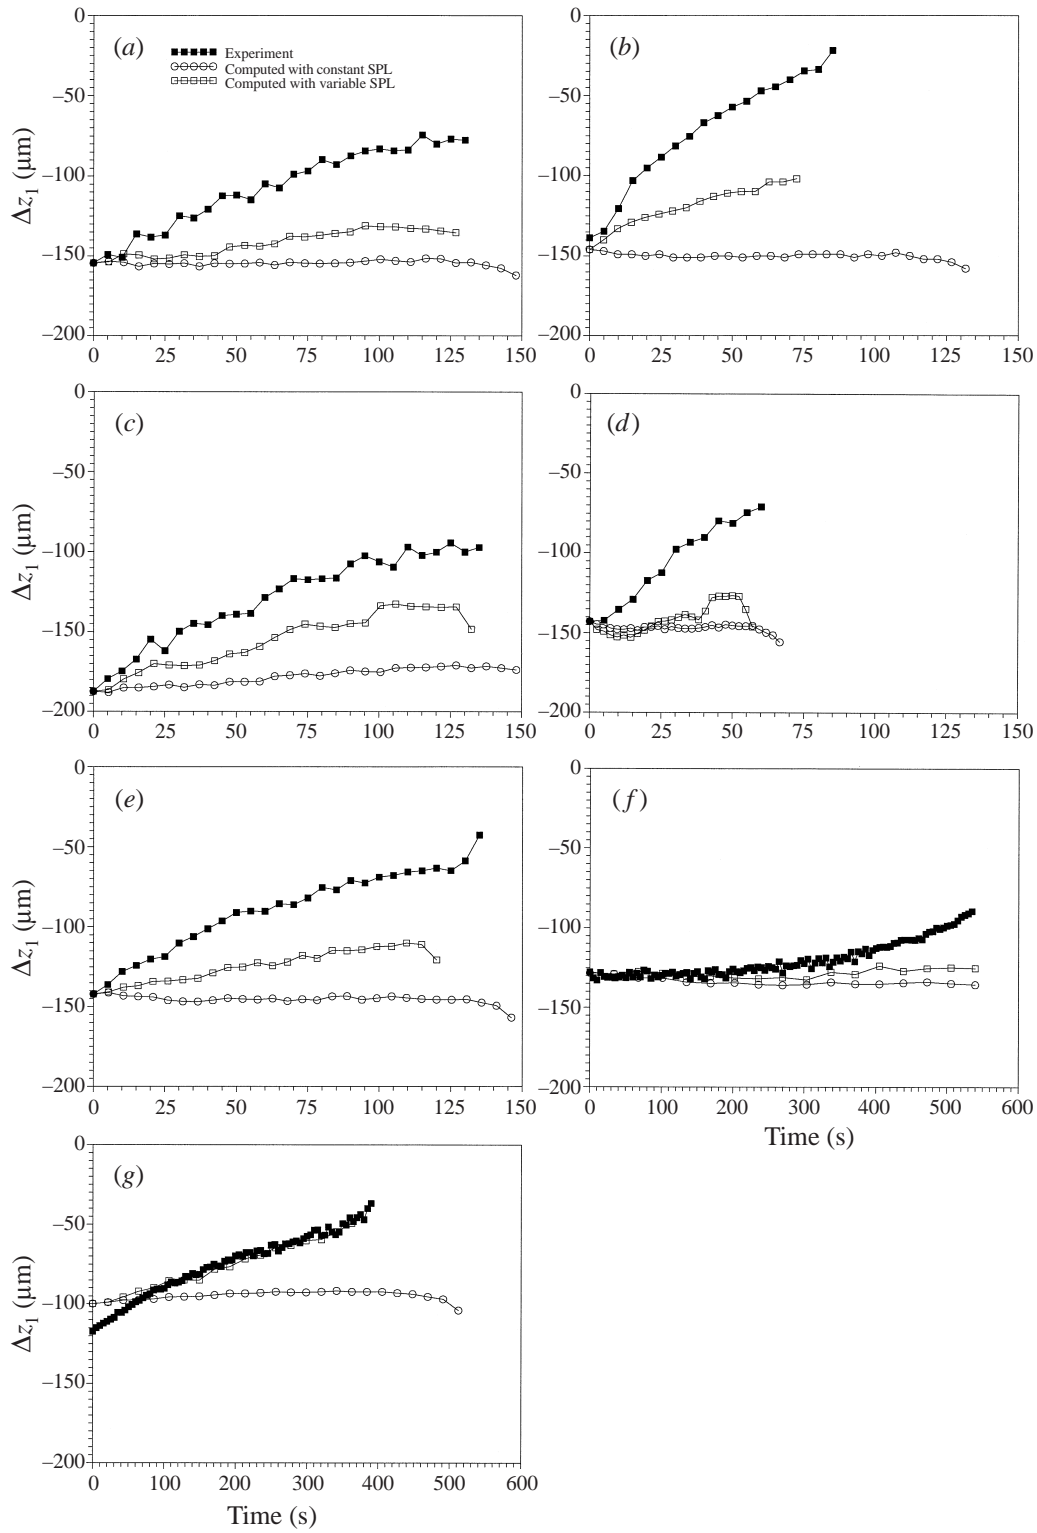 (a)
Experiment
Computed with constant SPL
Computed with variable SPL
Δz1 (μm)
0
–50
–100
–150
–200
0 25 50 75 100 125 150
(b)
0
–50
–100
–150
–200
0 25 50 75 100 125 150
(c)
Δz1 (μm)
0
–50
–100
–150
–200
0 25 50 75 100 125 150
(d)
0
–50
–100
–150
–200
0 25 50 75 100 125 150
(e)
Δz1 (μm)
0
–50
–100
–150
–200
0 25 50 75 100 125 150
(f)
0
–50
–100
–150
–200
0 100 200 300 400 500 600
Time (s)
(g)
Δz1 (μm)
0
–50
–100
–150
–200
0 100 200 300 400 500 600
Time (s)